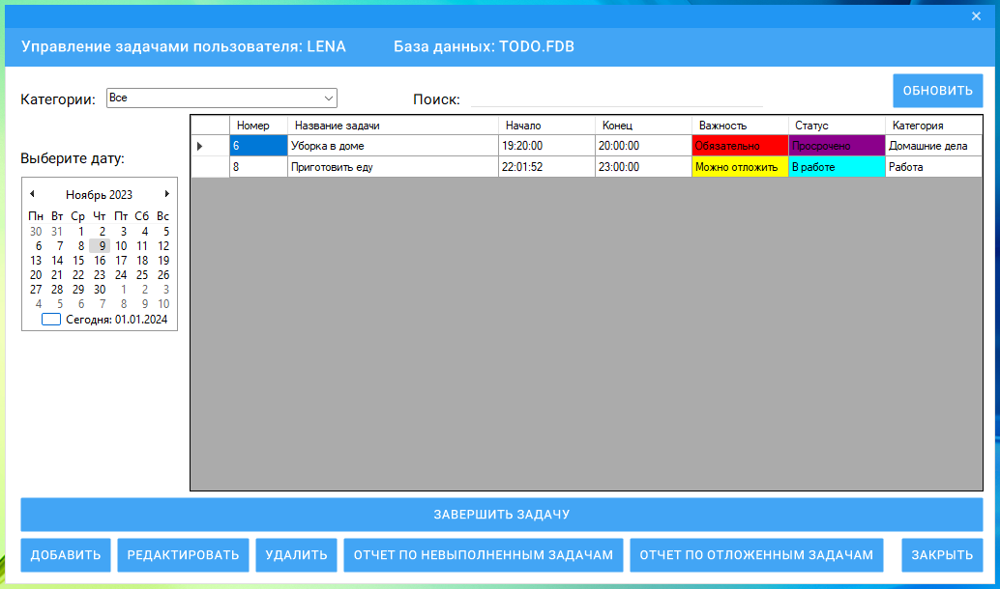 Управление задачами пользователя: LENA База данных: TODO.FDB
Категории: Все Поиск: ОБНОВИТЬ
Номер Название задачи Начало Конец Важность Статус Категория
6 Уборка в доме 19:20:00 20:00:00 Обязательно Просрочено Домашние дела
8 Приготовить еду 22:01:52 23:00:00 Можно отложить В работе Работа
Выберите дату:
Ноябрь 2023
Пн Вт Ср Чт Пт Сб Вс
30 31 1 2 3 4 5
6 7 8 9 10 11 12
13 14 15 16 17 18 19
20 21 22 23 24 25 26
27 28 29 30 1 2 3
4 5 6 7 8 9 10
Сегодня: 01.01.2024
ЗАВЕРШИТЬ ЗАДАЧУ
ДОБАВИТЬ РЕДАКТИРОВАТЬ УДАЛИТЬ ОТЧЕТ ПО НЕВЫПОЛНЕННЫМ ЗАДАЧАМ ОТЧЕТ ПО ОТЛОЖЕННЫМ ЗАДАЧАМ ЗАКРЫТЬ